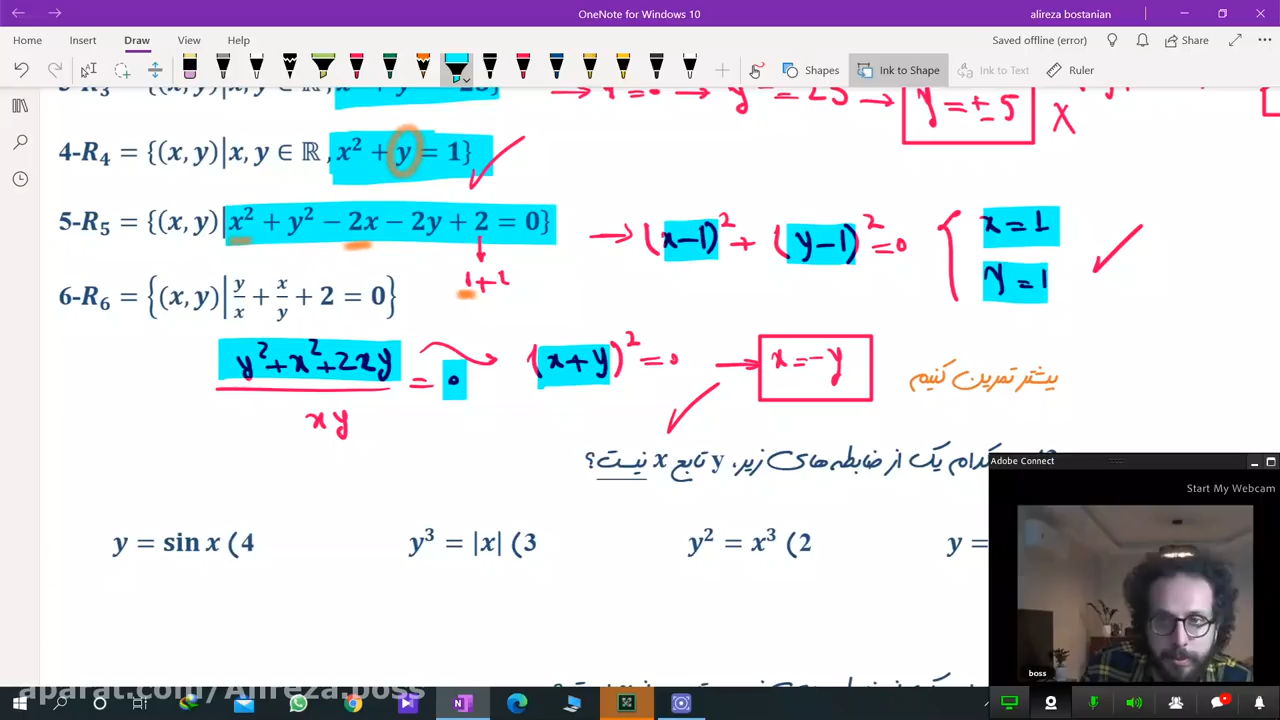 OneNote for Windows 10
alireza bostanian
Home Insert Draw View Help
Saved offline (error)
Share
Shapes
Ink to Shape
Ink to Text
Ruler
→ y² = 25 → y = ±5 X
4-R₄ = {(x, y)|x, y ∈ ℝ , x² + y = 1}
5-R₅ = {(x, y)|x² + y² − 2x − 2y + 2 = 0}
→ (x−1)² + (y−1)² = 0
x = 1
y = 1
1+1
6-R₆ = {(x, y)|y/x + x/y + 2 = 0}
y² + x² + 2xy / xy = 0
(x+y)² = 0 → x = −y
بیشتر تمرین کنیم
کدام یک از ضابطه‌های زیر، y تابع x نیست؟
y = sin x (4
y³ = |x| (3
y² = x³ (2
y =
Adobe Connect
Start My Webcam
boss
aparat.com/Alireza.boss